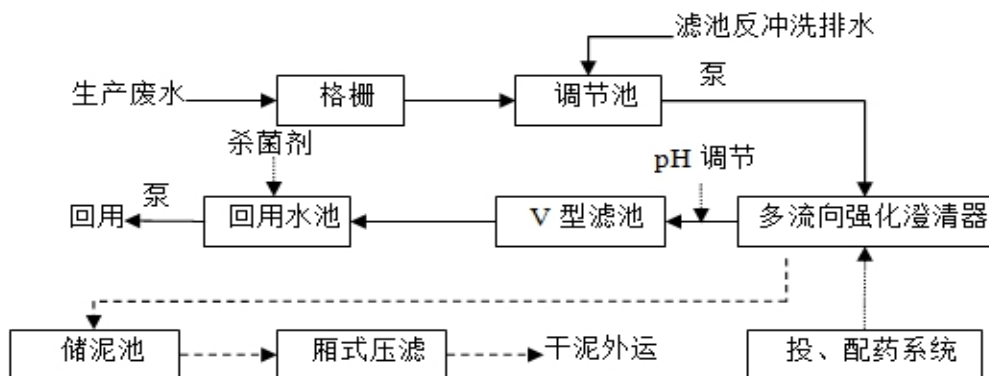 滤池反冲洗排水
生产废水
格栅
调节池
泵
杀菌剂
pH 调节
回用
泵
回用水池
V 型滤池
多流向强化澄清器
储泥池
厢式压滤
干泥外运
投、配药系统